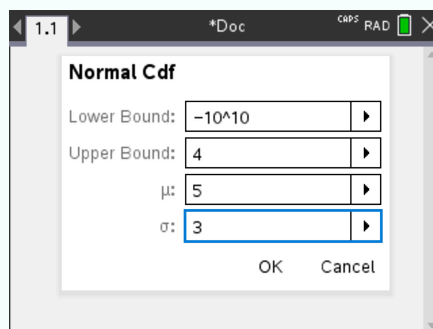 1.1 *Doc CAPS RAD
Normal Cdf
Lower Bound: −10^10
Upper Bound: 4
μ: 5
σ: 3
OK Cancel